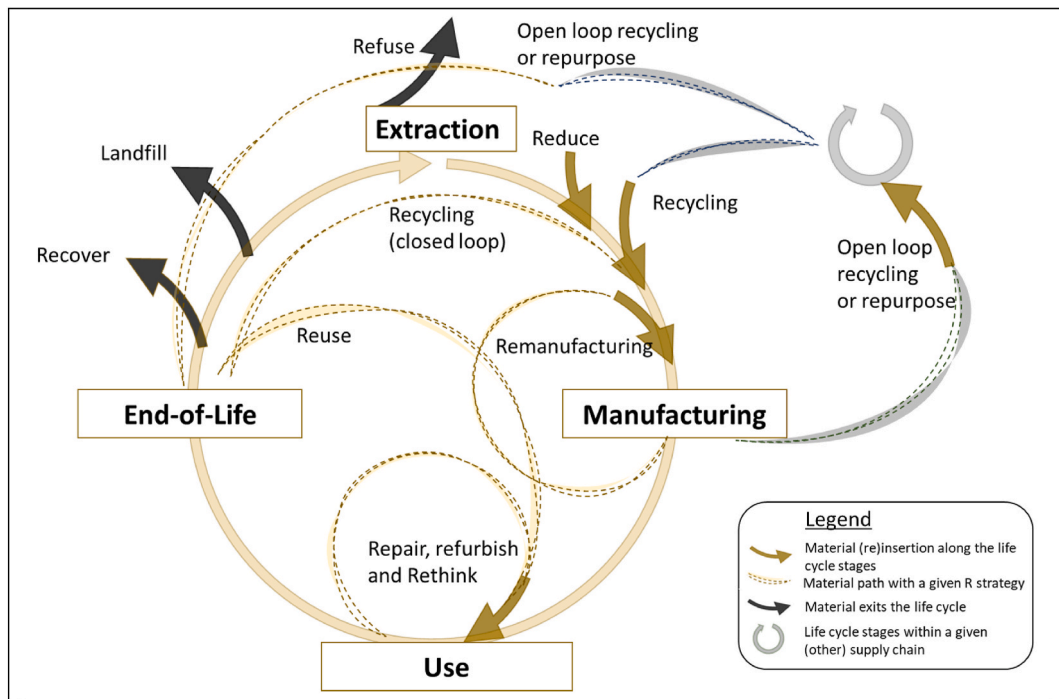 Refuse
Open loop recycling
or repurpose
Extraction
Reduce
Landfill
Recycling
(closed loop)
Recycling
Recover
Open loop
recycling
or repurpose
Reuse
Remanufacturing
End-of-Life
Manufacturing
Repair, refurbish
and Rethink
Use
Legend
Material (re)insertion along the life
cycle stages
Material path with a given R strategy
Material exits the life cycle
Life cycle stages within a given
(other) supply chain